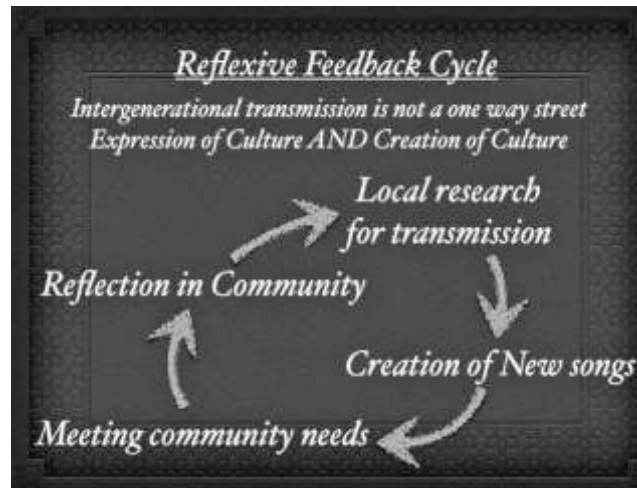 Reflexive Feedback Cycle
Intergenerational transmission is not a one way street
Expression of Culture AND Creation of Culture
Local research
for transmission
Creation of New songs
Meeting community needs
Reflection in Community